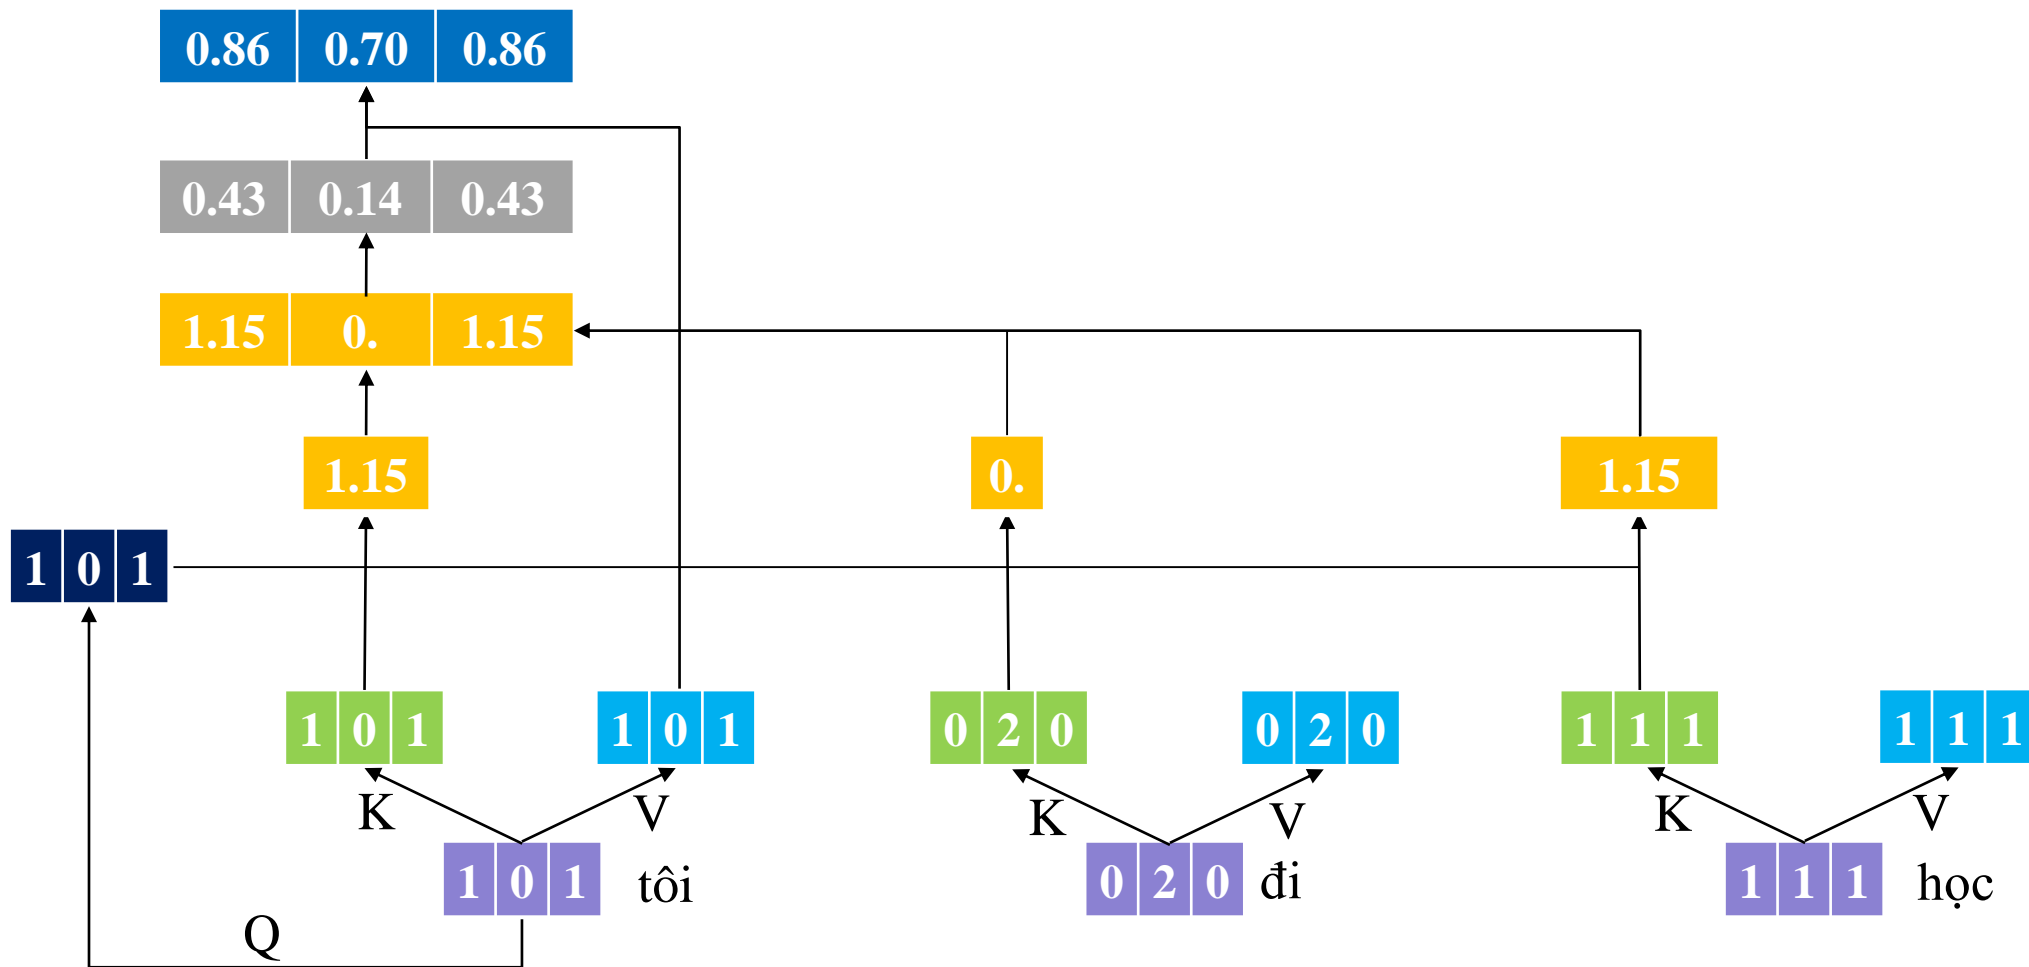 0.86 0.70 0.86
0.43 0.14 0.43
1.15 0. 1.15
1.15 0. 1.15
1 0 1
1 0 1 1 0 1 0 2 0 0 2 0 1 1 1 1 1 1
K V K V K V
1 0 1 tôi 0 2 0 đi 1 1 1 học
Q